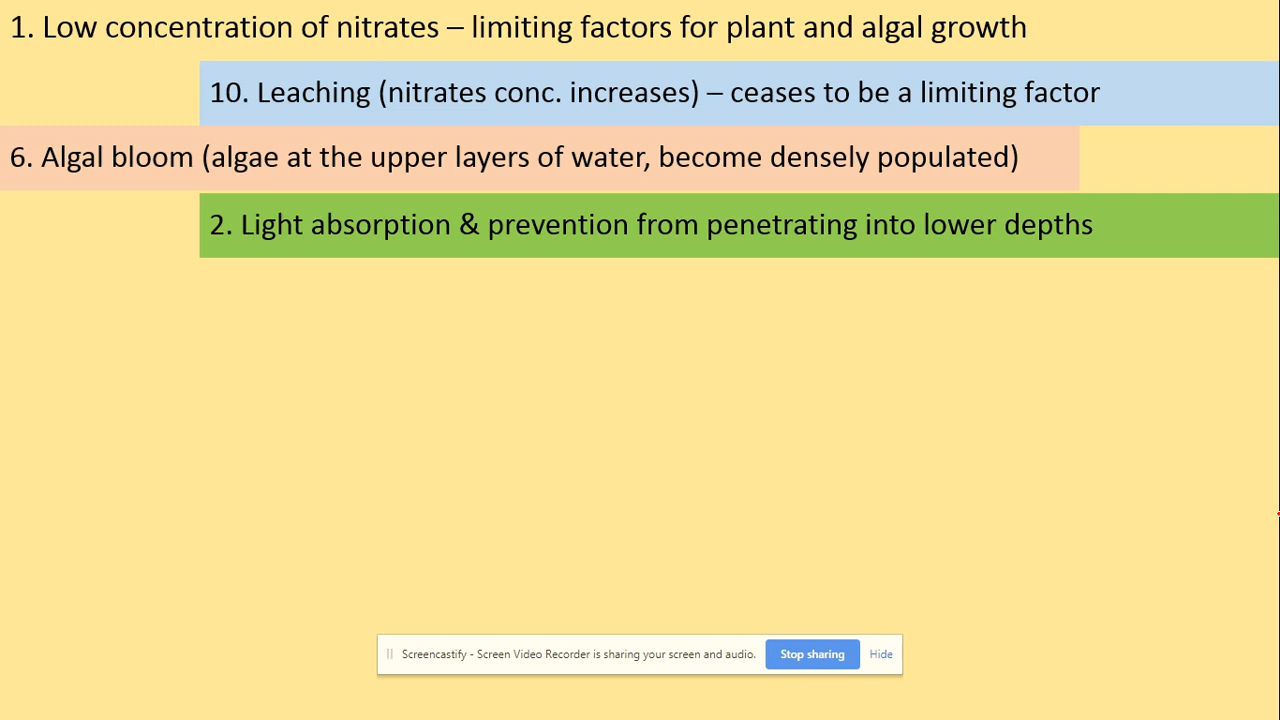 1. Low concentration of nitrates – limiting factors for plant and algal growth
10. Leaching (nitrates conc. increases) – ceases to be a limiting factor
6. Algal bloom (algae at the upper layers of water, become densely populated)
2. Light absorption & prevention from penetrating into lower depths
Screencastify - Screen Video Recorder is sharing your screen and audio. Stop sharing Hide